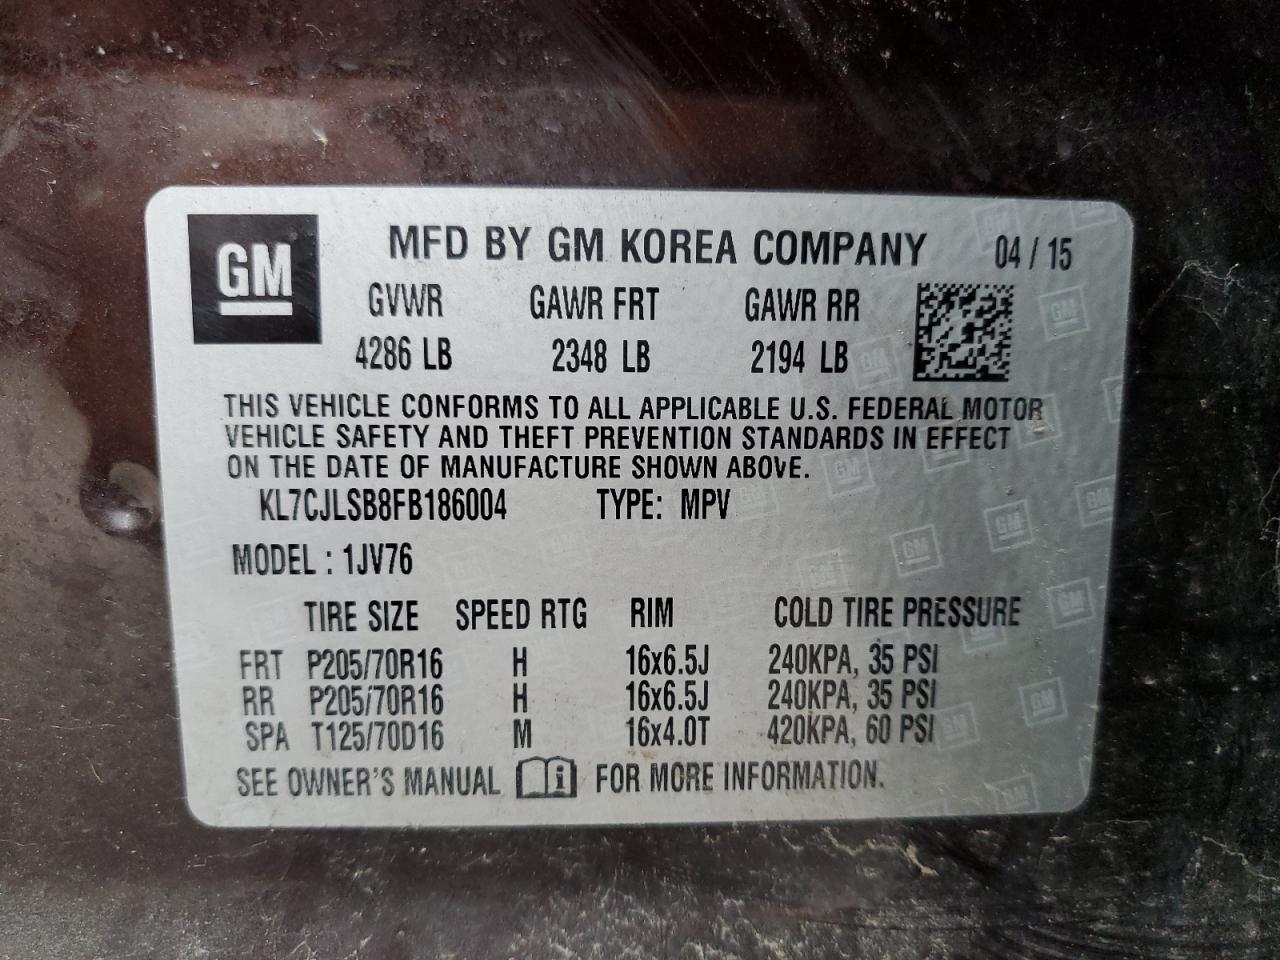 GM
MFD BY GM KOREA COMPANY 04 / 15
GVWR GAWR FRT GAWR RR
4286 LB 2348 LB 2194 LB
THIS VEHICLE CONFORMS TO ALL APPLICABLE U.S. FEDERAL MOTOR
VEHICLE SAFETY AND THEFT PREVENTION STANDARDS IN EFFECT
ON THE DATE OF MANUFACTURE SHOWN ABOVE.
KL7CJLSB8FB186004 TYPE: MPV
MODEL : 1JV76
TIRE SIZE SPEED RTG RIM COLD TIRE PRESSURE
FRT P205/70R16 H 16x6.5J 240KPA, 35 PSI
RR P205/70R16 H 16x6.5J 240KPA, 35 PSI
SPA T125/70D16 M 16x4.0T 420KPA, 60 PSI
SEE OWNER'S MANUAL i FOR MORE INFORMATION.